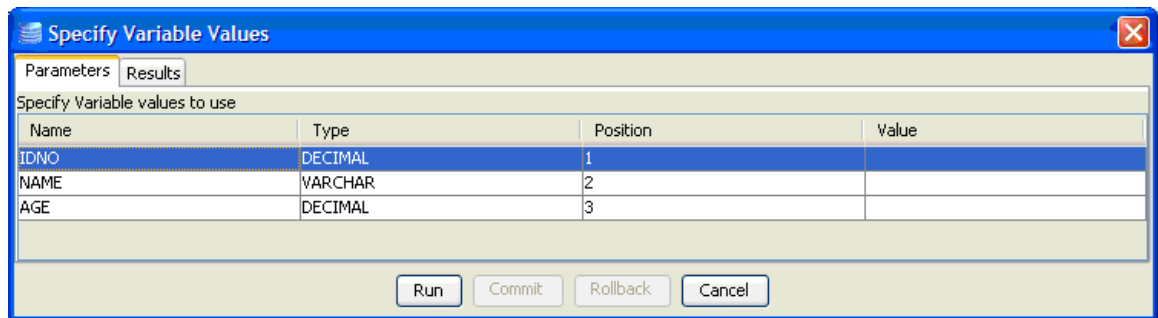 Specify Variable Values
Parameters Results
Specify Variable values to use
Name Type Position Value
IDNO DECIMAL 1
NAME VARCHAR 2
AGE DECIMAL 3
Run Commit Rollback Cancel